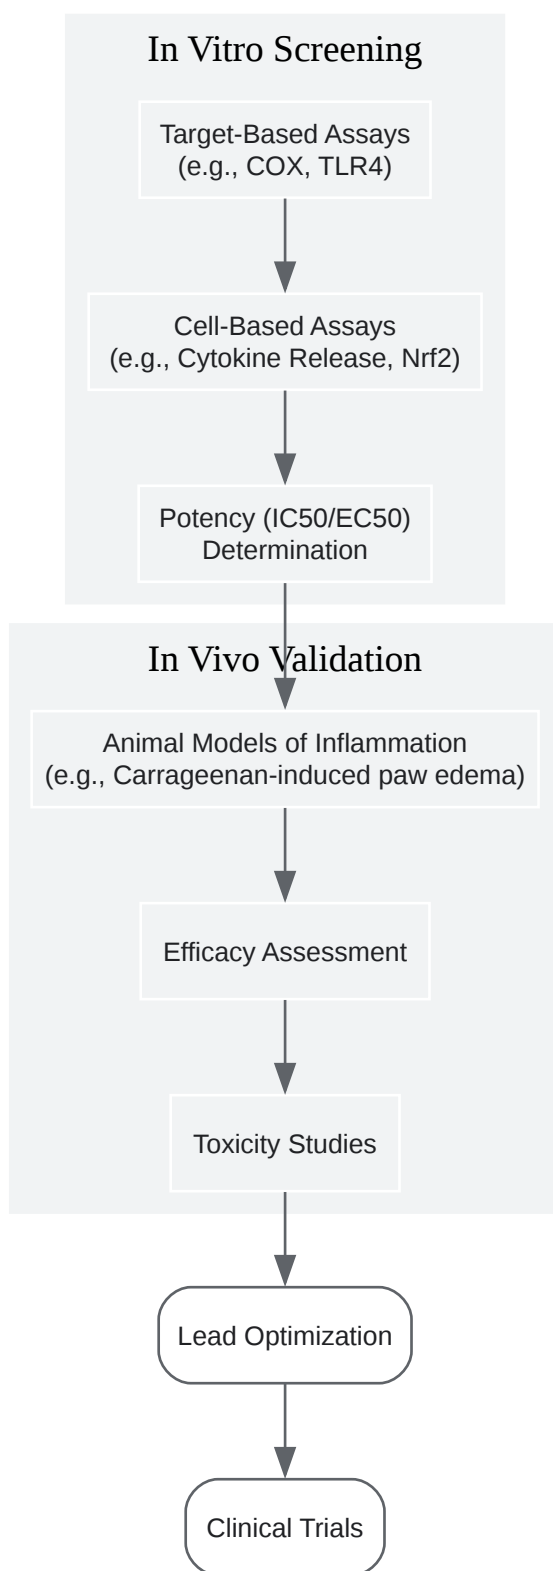 In Vitro Screening
Target-Based Assays
(e.g., COX, TLR4)
Cell-Based Assays
(e.g., Cytokine Release, Nrf2)
Potency (IC50/EC50)
Determination
In Vivo Validation
Animal Models of Inflammation
(e.g., Carrageenan-induced paw edema)
Efficacy Assessment
Toxicity Studies
Lead Optimization
Clinical Trials